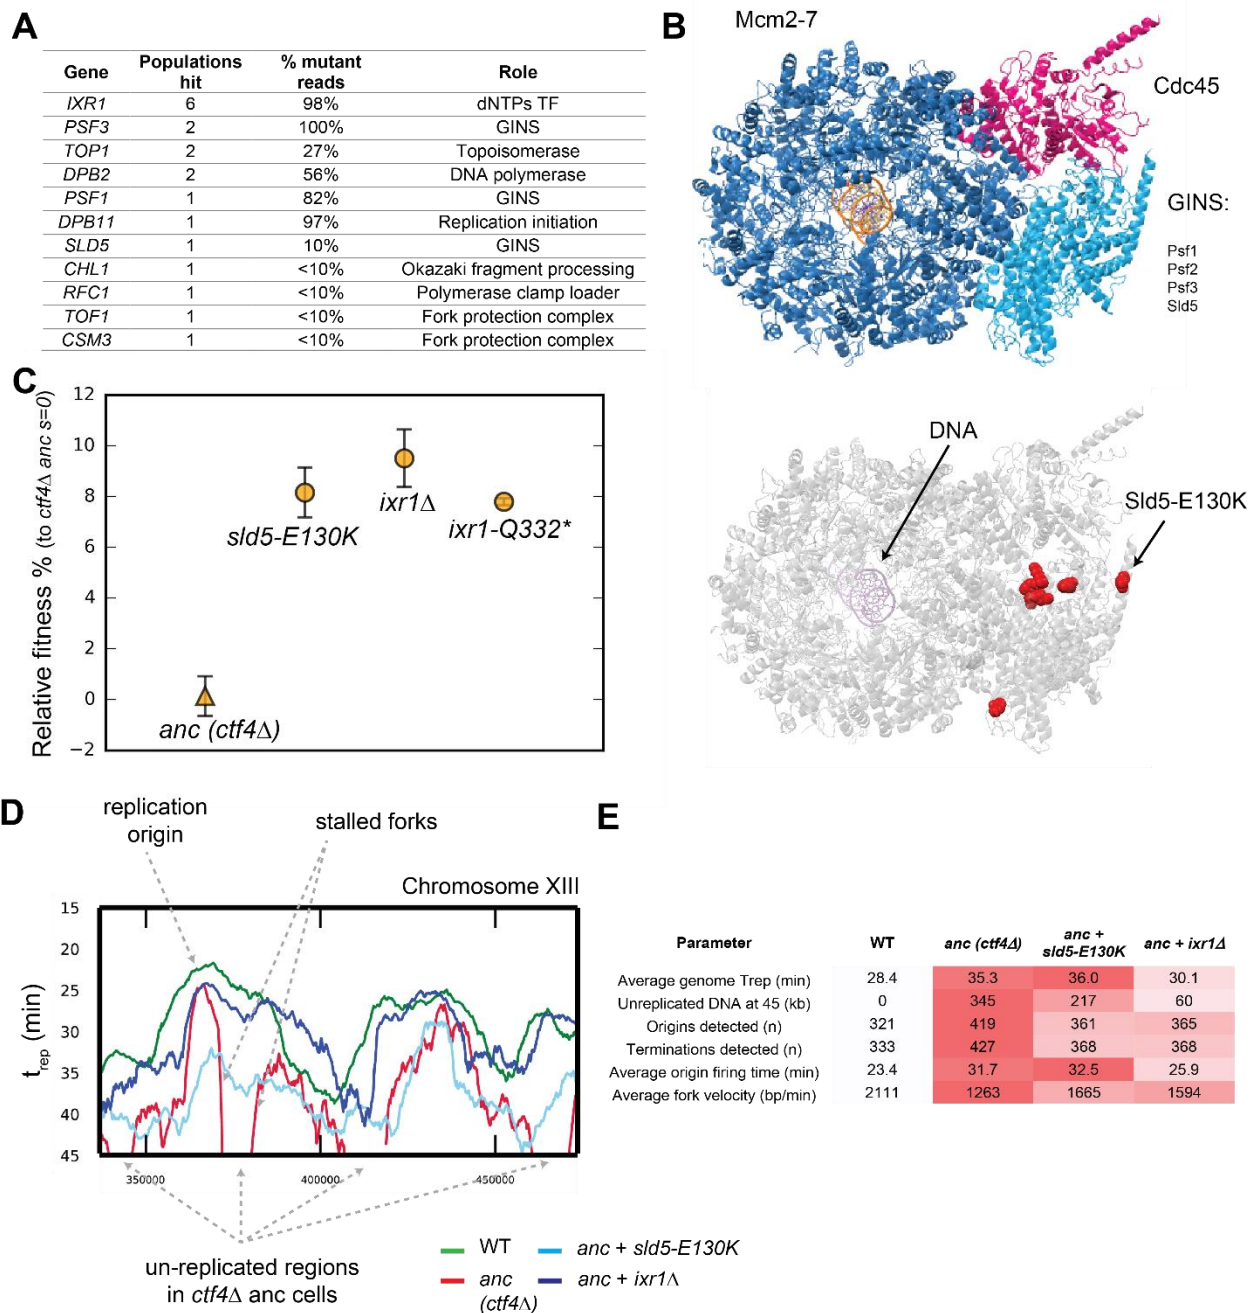 A
Gene Populations hit % mutant reads Role
IXR1 6 98% dNTPs TF
PSF3 2 100% GINS
TOP1 2 27% Topoisomerase
DPB2 2 56% DNA polymerase
PSF1 1 82% GINS
DPB11 1 97% Replication initiation
SLD5 1 10% GINS
CHL1 1 <10% Okazaki fragment processing
RFC1 1 <10% Polymerase clamp loader
TOF1 1 <10% Fork protection complex
CSM3 1 <10% Fork protection complex
B
Mcm2-7
Cdc45
GINS:
Psf1
Psf2
Psf3
Sld5
DNA
Sld5-E130K
C
Relative fitness % (to ctf4Δ anc s=0)
12
10
8
6
4
2
0
−2
anc (ctf4Δ)
sld5-E130K
ixr1Δ
ixr1-Q332*
D
replication
origin
stalled forks
Chromosome XIII
t_rep (min)
15
20
25
30
35
40
45
350000 400000 450000
un-replicated regions
in ctf4Δ anc cells
WT
anc
(ctf4Δ)
anc + sld5-E130K
anc + ixr1Δ
E
Parameter WT anc (ctf4Δ) anc + sld5-E130K anc + ixr1Δ
Average genome Trep (min) 28.4 35.3 36.0 30.1
Unreplicated DNA at 45 (kb) 0 345 217 60
Origins detected (n) 321 419 361 365
Terminations detected (n) 333 427 368 368
Average origin firing time (min) 23.4 31.7 32.5 25.9
Average fork velocity (bp/min) 2111 1263 1665 1594